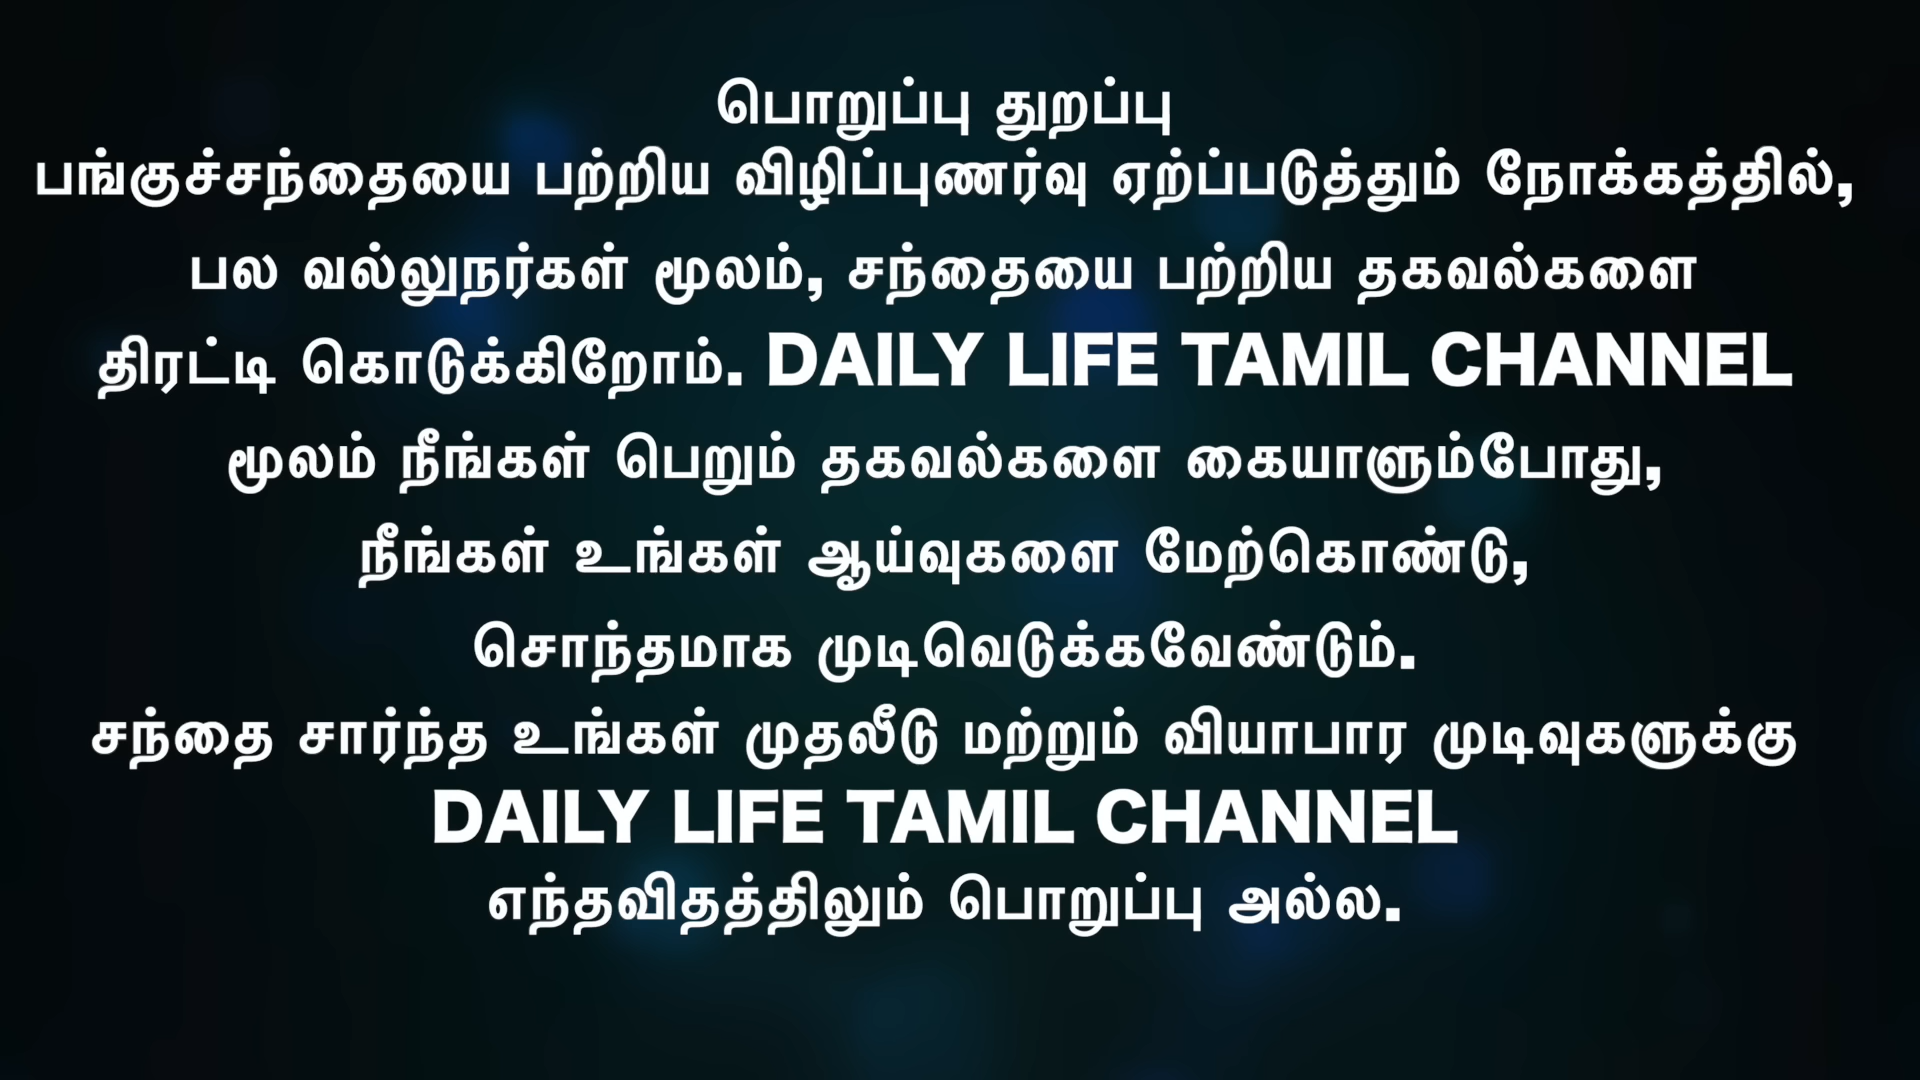 பொறுப்பு துறப்பு
பங்குச்சந்தையை பற்றிய விழிப்புணர்வு ஏற்ப்படுத்தும் நோக்கத்தில்,
பல வல்லுநர்கள் மூலம், சந்தையை பற்றிய தகவல்களை
திரட்டி கொடுக்கிறோம். DAILY LIFE TAMIL CHANNEL
மூலம் நீங்கள் பெறும் தகவல்களை கையாளும்போது,
நீங்கள் உங்கள் ஆய்வுகளை மேற்கொண்டு,
சொந்தமாக முடிவெடுக்கவேண்டும்.
சந்தை சார்ந்த உங்கள் முதலீடு மற்றும் வியாபார முடிவுகளுக்கு
DAILY LIFE TAMIL CHANNEL
எந்தவிதத்திலும் பொறுப்பு அல்ல.